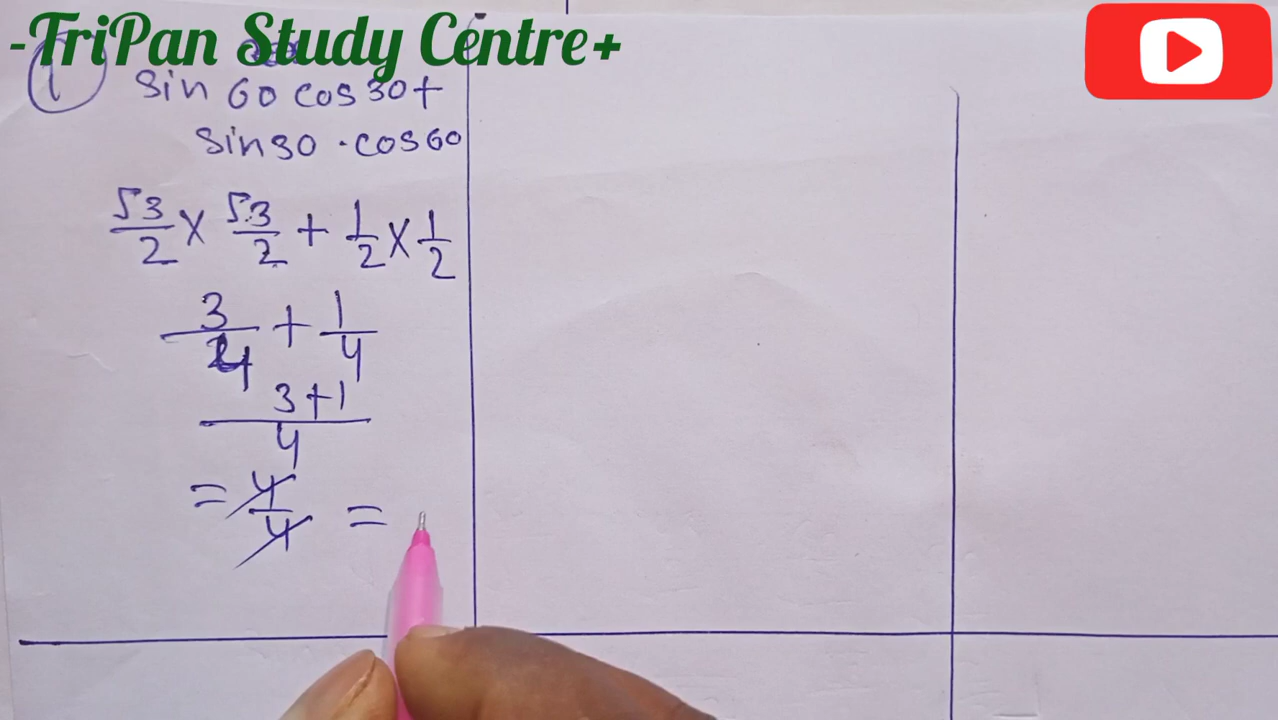 -TriPan Study Centre+
① sin 60 cos 30 +
sin 30 · cos 60
√3/2 × √3/2 + 1/2 × 1/2
3/4 + 1/4
3+1/4
= 4/4 =